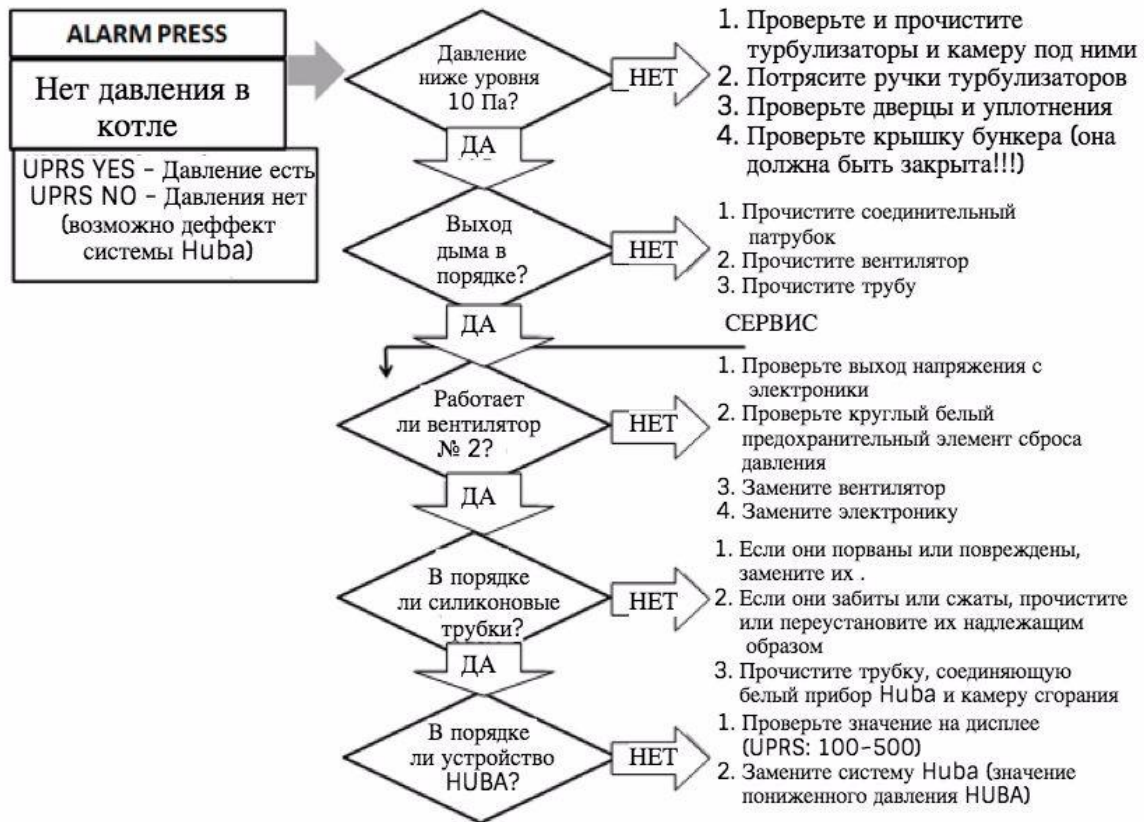 ALARM PRESS
Нет давления в
котле
UPRS YES – Давление есть
UPRS NO – Давления нет
(возможно деффект
системы Huba)
Давление
ниже уровня
10 Па?
НЕТ
1. Проверьте и прочистите
турбулизаторы и камеру под ними
2. Потрясите ручки турбулизаторов
3. Проверьте дверцы и уплотнения
4. Проверьте крышку бункера (она
должна быть закрыта!!!)
ДА
Выход
дыма в
порядке?
НЕТ
1. Прочистите соединительный
патрубок
2. Прочистите вентилятор
3. Прочистите трубу
ДА
СЕРВИС
Работает
ли вентилятор
№ 2?
НЕТ
1. Проверьте выход напряжения с
электроники
2. Проверьте круглый белый
предохранительный элемент сброса
давления
3. Замените вентилятор
4. Замените электронику
ДА
В порядке
ли силиконовые
трубки?
НЕТ
1. Если они порваны или повреждены,
замените их .
2. Если они забиты или сжаты, прочистите
или переустановите их надлежащим
образом
3. Прочистите трубку, соединяющую
белый прибор Huba и камеру сгорания
ДА
В порядке
ли устройство
HUBA?
НЕТ
1. Проверьте значение на дисплее
(UPRS: 100-500)
2. Замените систему Huba (значение
пониженного давления HUBA)